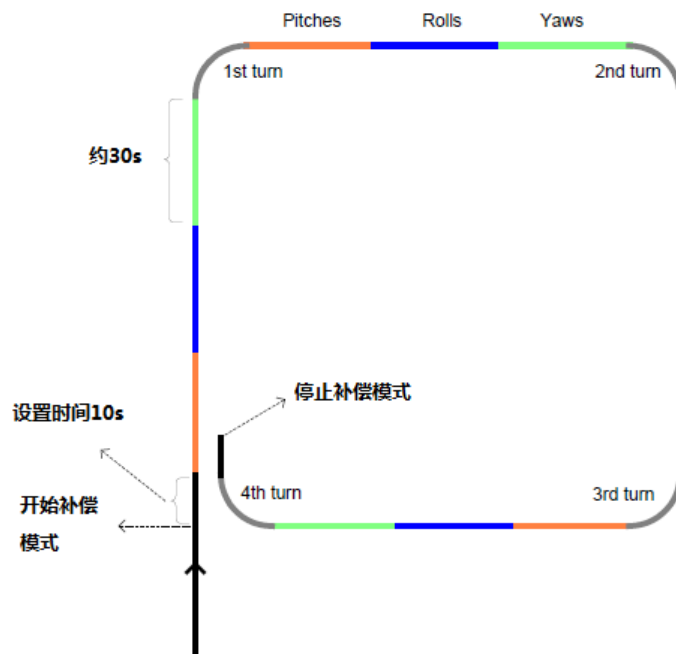 Pitches Rolls Yaws
1st turn 2nd turn
约30s
停止补偿模式
设置时间10s
开始补偿
模式
4th turn 3rd turn